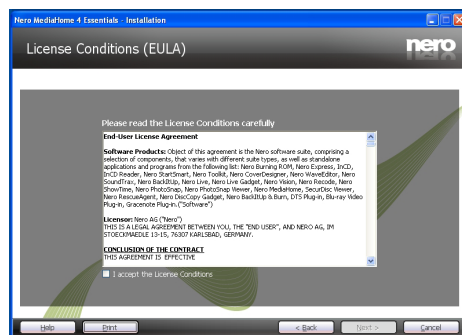 Nero MediaHome 4 Essentials - Installation
License Conditions (EULA)
nero
Please read the License Conditions carefully
End-User License Agreement
Software Products: Object of this agreement is the Nero software suite, comprising a
selection of components, that varies with different suite types, as well as standalone
applications and programs from the following list: Nero Burning ROM, Nero Express, InCD,
InCD Reader, Nero StartSmart, Nero Toolkit, Nero CoverDesigner, Nero WaveEditor, Nero
SoundTrax, Nero BackItUp, Nero Live, Nero Live Gadget, Nero Vision, Nero Recode, Nero
ShowTime, Nero PhotoSnap, Nero PhotoSnap Viewer, Nero MediaHome, SecurDisc Viewer,
Nero RescueAgent, Nero DiscCopy Gadget, Nero BackItUp & Burn, DTS Plug-in, Blu-ray Video
Plug-in, Gracenote Plug-in.("Software")
Licensor: Nero AG ("Nero")
THIS IS A LEGAL AGREEMENT BETWEEN YOU, THE "END USER", AND NERO AG, IM
STOECKMAEDLE 13-15, 76307 KARLSBAD, GERMANY.
CONCLUSION OF THE CONTRACT
THIS AGREEMENT IS EFFECTIVE
I accept the License Conditions
Help
Print
< Back
Next >
Cancel